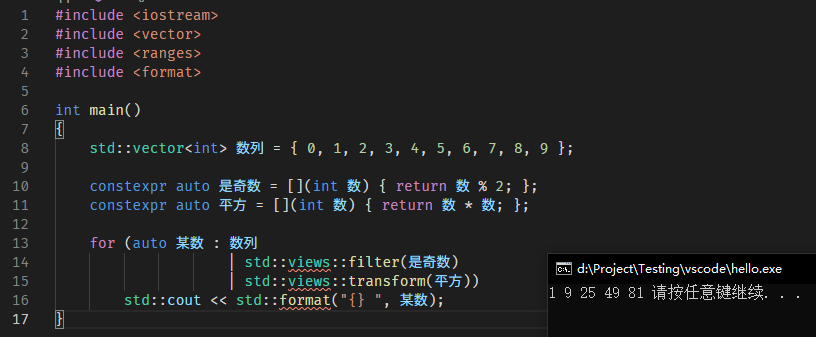 1 #include <iostream>
2 #include <vector>
3 #include <ranges>
4 #include <format>
5
6 int main()
7 {
8     std::vector<int> 数列 = { 0, 1, 2, 3, 4, 5, 6, 7, 8, 9 };
9
10     constexpr auto 是奇数 = [](int 数) { return 数 % 2; };
11     constexpr auto 平方 = [](int 数) { return 数 * 数; };
12
13     for (auto 某数 : 数列
14                     | std::views::filter(是奇数)
15                     | std::views::transform(平方))
16         std::cout << std::format("{} ", 某数);
17 }
d:\Project\Testing\vscode\hello.exe
1 9 25 49 81 请按任意键继续. . .